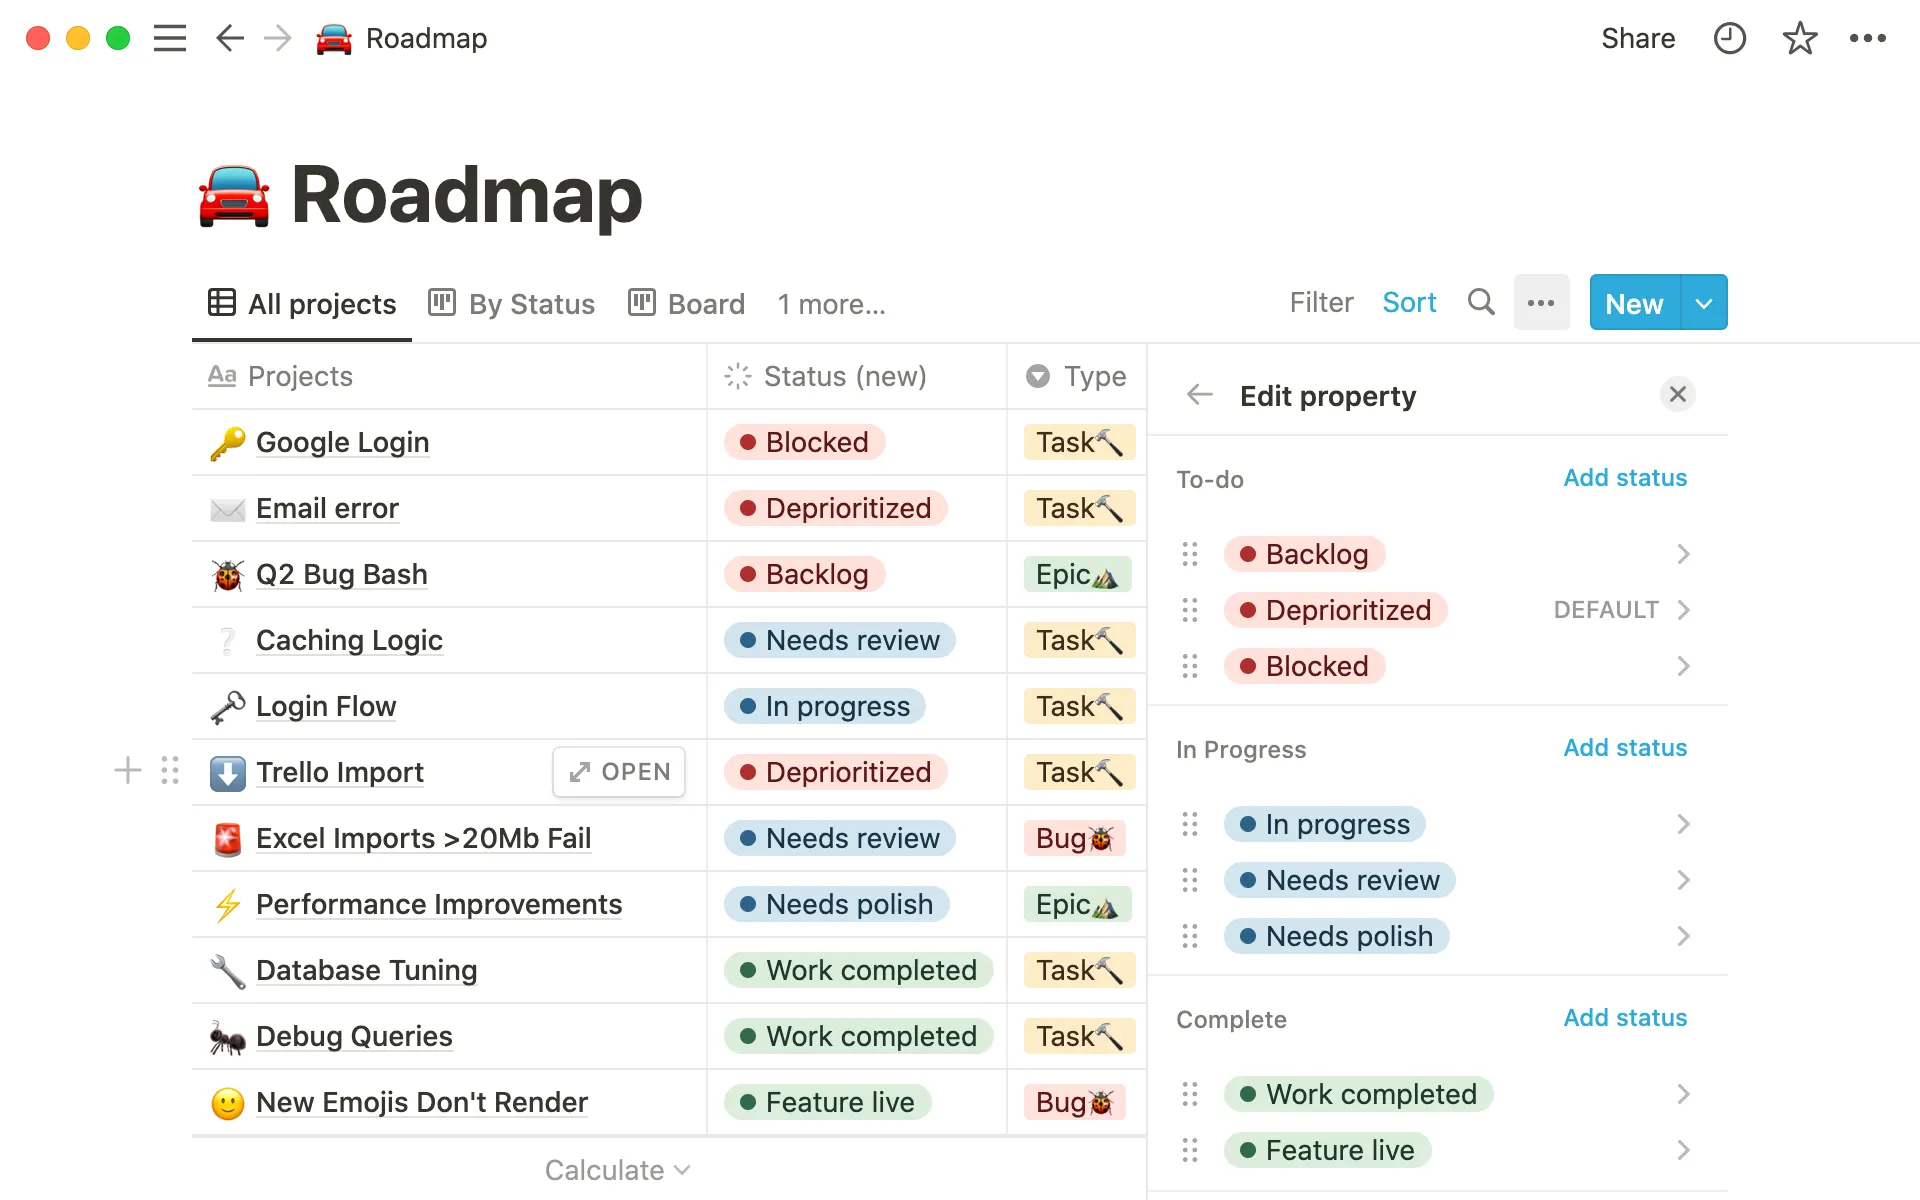 Roadmap
Share
Roadmap
All projects By Status Board 1 more...
Filter Sort New
Aa Projects Status (new) Type
Google Login Blocked Task
Email error Deprioritized Task
Q2 Bug Bash Backlog Epic
Caching Logic Needs review Task
Login Flow In progress Task
Trello Import OPEN Deprioritized Task
Excel Imports >20Mb Fail Needs review Bug
Performance Improvements Needs polish Epic
Database Tuning Work completed Task
Debug Queries Work completed Task
New Emojis Don't Render Feature live Bug
Calculate
Edit property
To-do Add status
Backlog
Deprioritized DEFAULT
Blocked
In Progress Add status
In progress
Needs review
Needs polish
Complete Add status
Work completed
Feature live